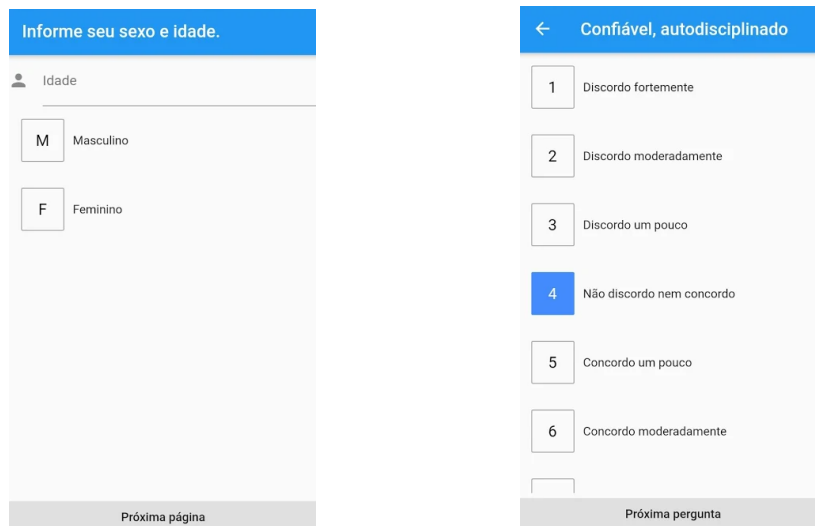 Informe seu sexo e idade.
Idade
M Masculino
F Feminino
Próxima página
Confiável, autodisciplinado
1 Discordo fortemente
2 Discordo moderadamente
3 Discordo um pouco
4 Não discordo nem concordo
5 Concordo um pouco
6 Concordo moderadamente
Próxima pergunta